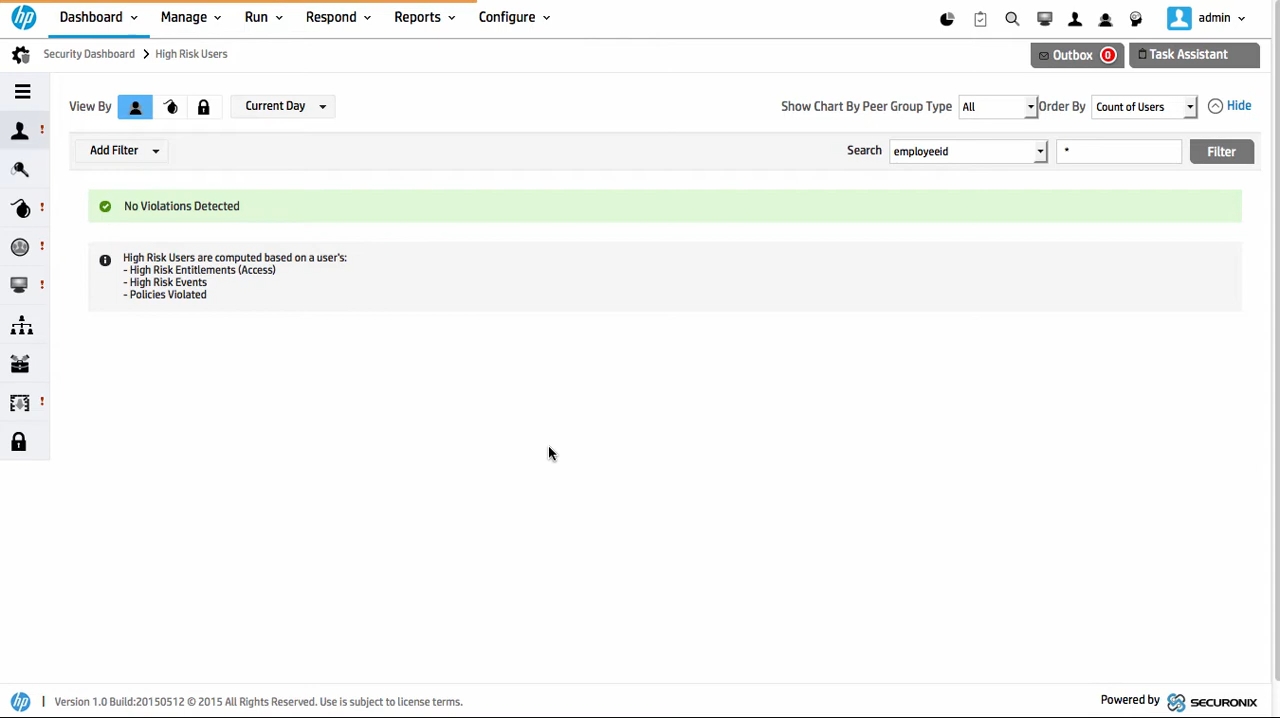 hp Dashboard Manage Run Respond Reports Configure admin
Security Dashboard High Risk Users Outbox 0 Task Assistant
View By Current Day Show Chart By Peer Group Type All Order By Count of Users Hide
Add Filter Search employeeid * Filter
No Violations Detected
High Risk Users are computed based on a user's:
- High Risk Entitlements (Access)
- High Risk Events
- Policies Violated
hp | Version 1.0 Build:20150512 © 2015 All Rights Reserved. Use is subject to license terms. Powered by SECURONIX